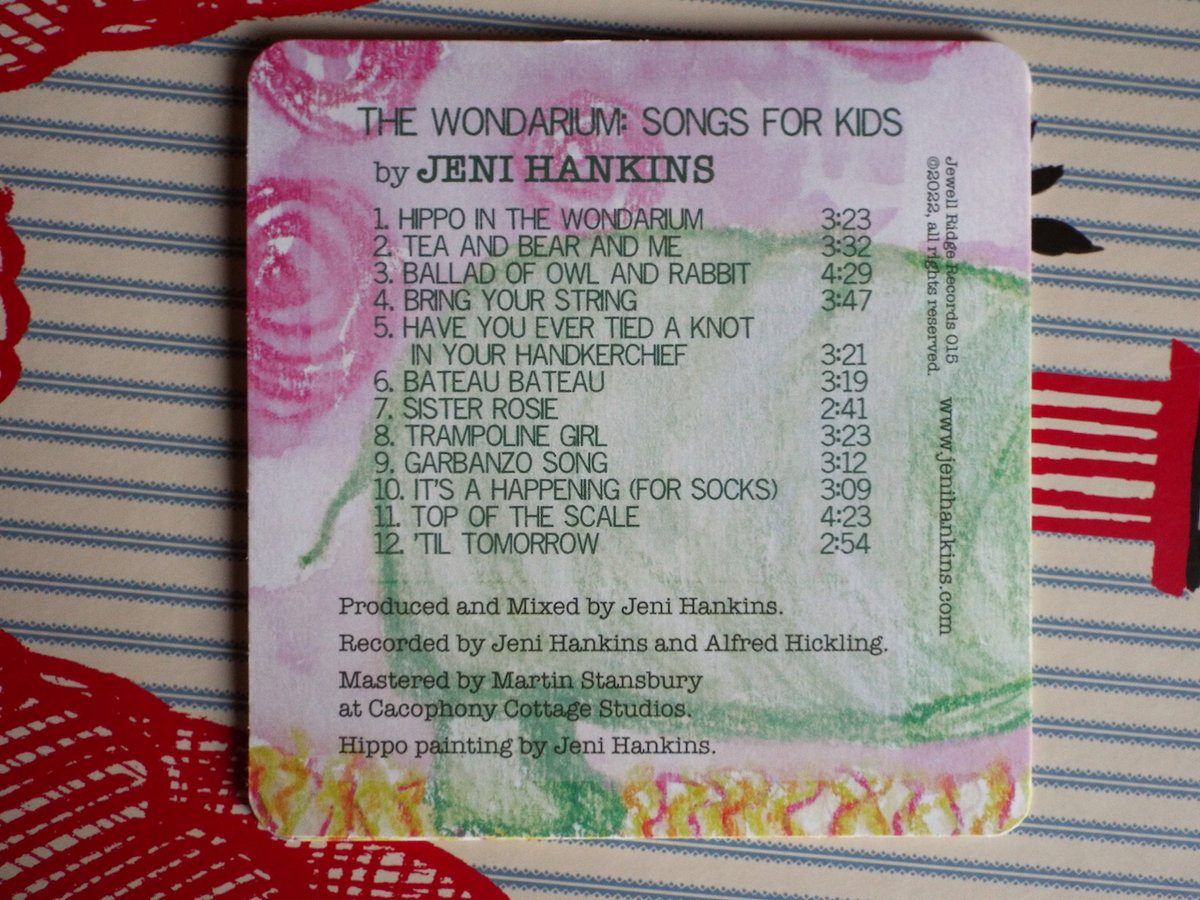 THE WONDARIUM: SONGS FOR KIDS
by JENI HANKINS
1. HIPPO IN THE WONDARIUM 3:23
2. TEA AND BEAR AND ME 3:32
3. BALLAD OF OWL AND RABBIT 4:29
4. BRING YOUR STRING 3:47
5. HAVE YOU EVER TIED A KNOT
IN YOUR HANDKERCHIEF 3:21
6. BATEAU BATEAU 3:19
7. SISTER ROSIE 2:41
8. TRAMPOLINE GIRL 3:23
9. GARBANZO SONG 3:12
10. IT'S A HAPPENING (FOR SOCKS) 3:09
11. TOP OF THE SCALE 4:23
12. 'TIL TOMORROW 2:54
Produced and Mixed by Jeni Hankins.
Recorded by Jeni Hankins and Alfred Hickling.
Mastered by Martin Stansbury
at Cacophony Cottage Studios.
Hippo painting by Jeni Hankins.
Jewell Ridge Records 015
©2022, all rights reserved.
www.jenihankins.com